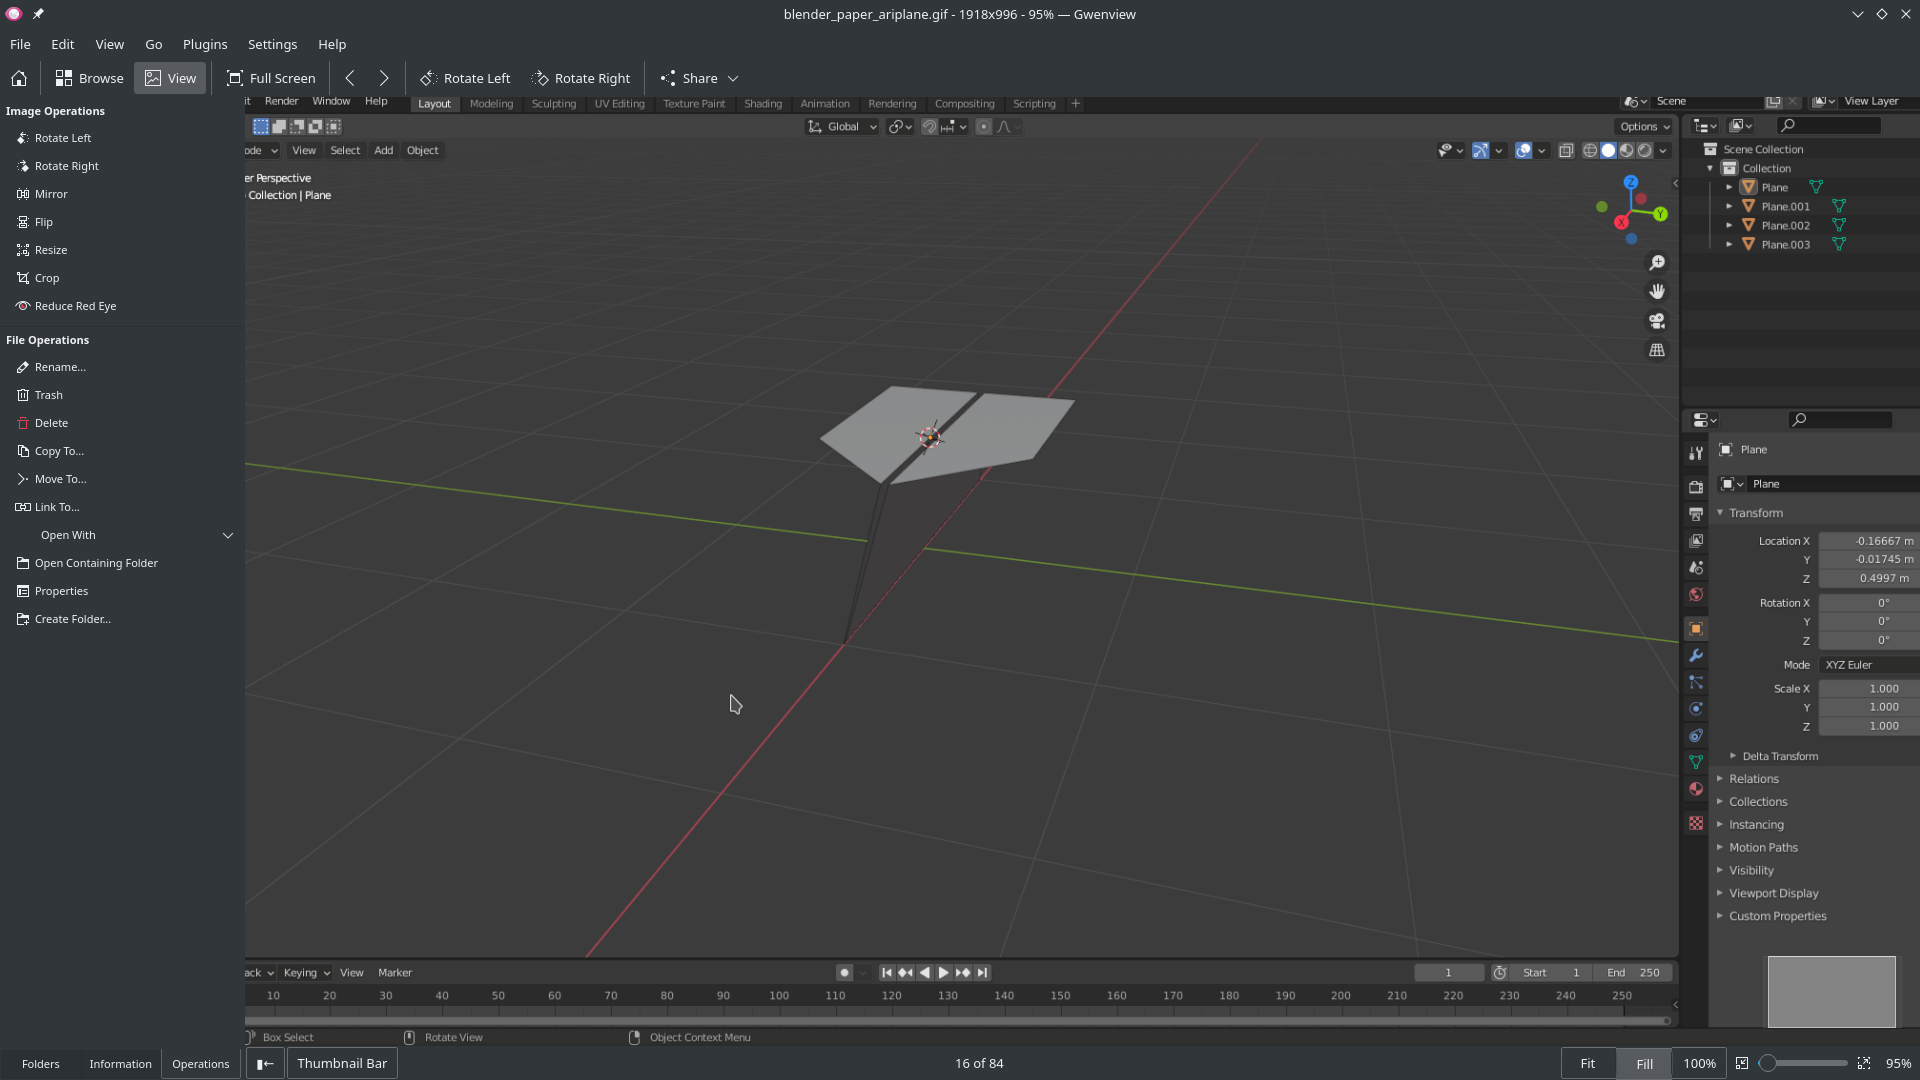 blender_paper_ariplane.gif - 1918x996 - 95% — Gwenview
File Edit View Go Plugins Settings Help
Browse View Full Screen Rotate Left Rotate Right Share
Image Operations
Rotate Left
Rotate Right
Mirror
Flip
Resize
Crop
Reduce Red Eye
File Operations
Rename...
Trash
Delete
Copy To...
Move To...
Link To...
Open With
Open Containing Folder
Properties
Create Folder...
Folders Information Operations
it Render Window Help Layout Modeling Sculpting UV Editing Texture Paint Shading Animation Rendering Compositing Scripting + Scene View Layer
Global Options
ode View Select Add Object
er Perspective
Collection | Plane
Z
Y
X
Scene Collection
Collection
Plane
Plane.001
Plane.002
Plane.003
Plane
Plane
Transform
Location X -0.16667 m
Y -0.01745 m
Z 0.4997 m
Rotation X 0°
Y 0°
Z 0°
Mode XYZ Euler
Scale X 1.000
Y 1.000
Z 1.000
Delta Transform
Relations
Collections
Instancing
Motion Paths
Visibility
Viewport Display
Custom Properties
ack Keying View Marker 1 Start 1 End 250
10 20 30 40 50 60 70 80 90 100 110 120 130 140 150 160 170 180 190 200 210 220 230 240 250
Box Select Rotate View Object Context Menu
Thumbnail Bar 16 of 84 Fit Fill 100% 95%